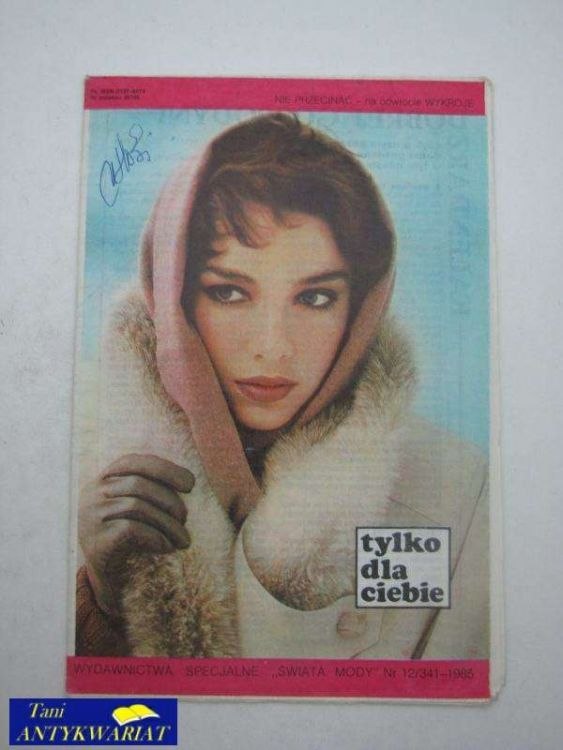 NIE PRZECINAĆ - na odwrocie WYKROJE
tylko
dla
ciebie
WYDAWNICTWA SPECJALNE „ŚWIATA MODY" Nr 12/341-1985
Tani
ANTYKWARIAT